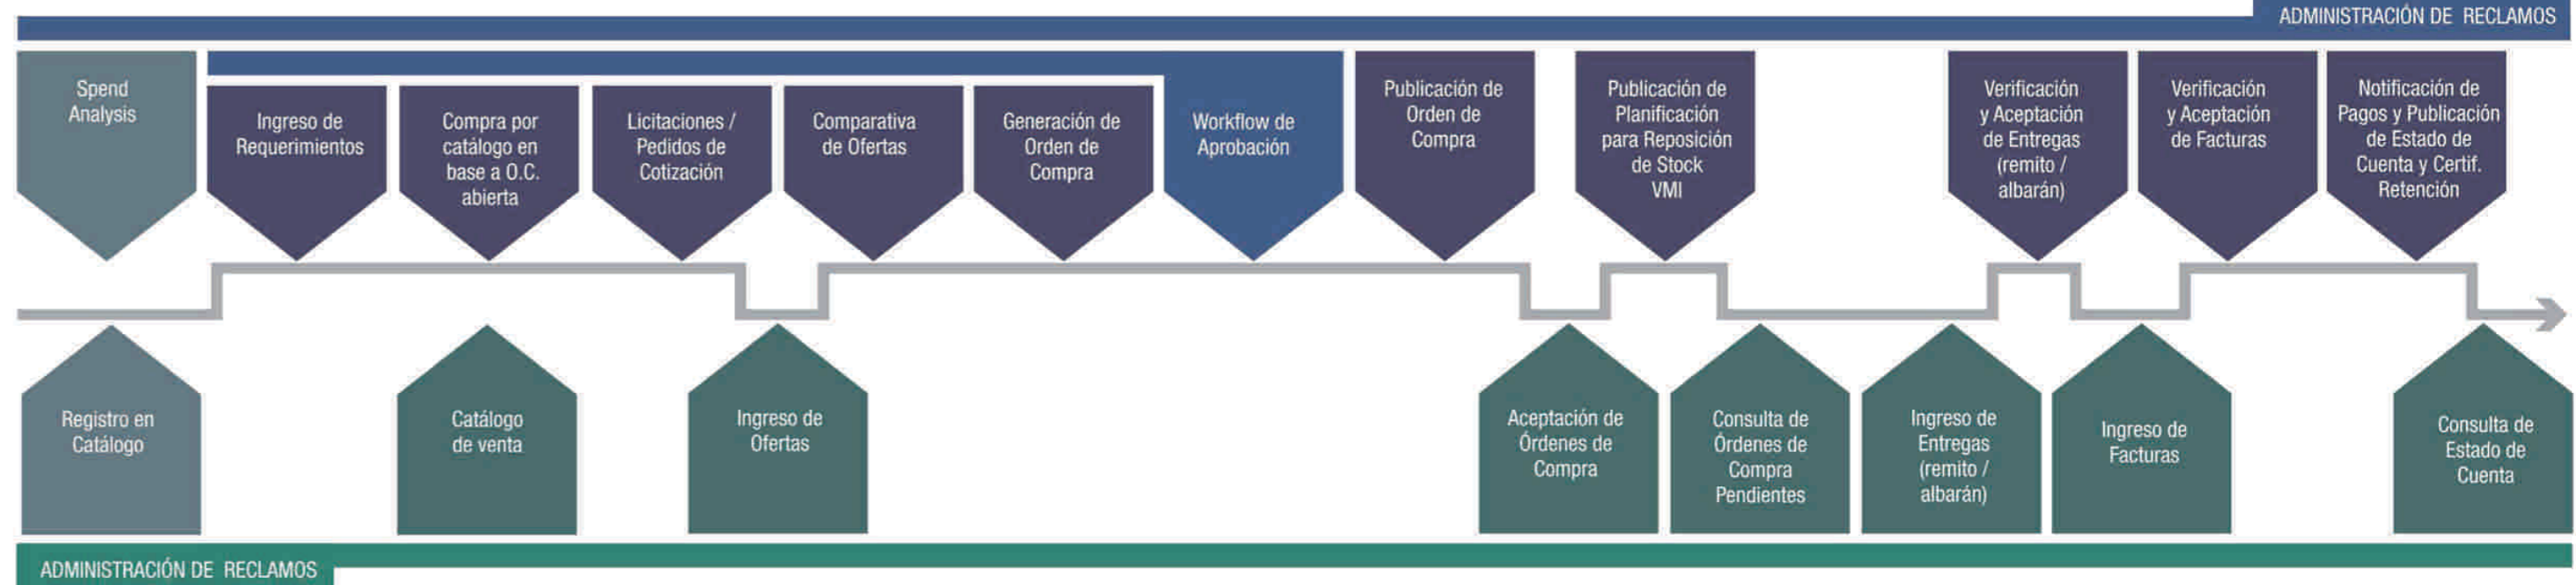 ADMINISTRACIÓN DE RECLAMOS
Spend
Analysis
Ingreso de
Requerimientos
Compra por
catálogo en
base a O.C.
abierta
Licitaciones /
Pedidos de
Cotización
Comparativa
de Ofertas
Generación de
Orden de
Compra
Workflow de
Aprobación
Publicación de
Orden de
Compra
Publicación de
Planificación
para Reposición
de Stock
VMI
Verificación
y Aceptación
de Entregas
(remito /
albarán)
Verificación
y Aceptación
de Facturas
Notificación de
Pagos y Publicación
de Estado de
Cuenta y Certif.
Retención
Registro en
Catálogo
Catálogo
de venta
Ingreso de
Ofertas
Aceptación de
Órdenes de
Compra
Consulta de
Órdenes de
Compra
Pendientes
Ingreso de
Entregas
(remito /
albarán)
Ingreso de
Facturas
Consulta de
Estado de
Cuenta
ADMINISTRACIÓN DE RECLAMOS